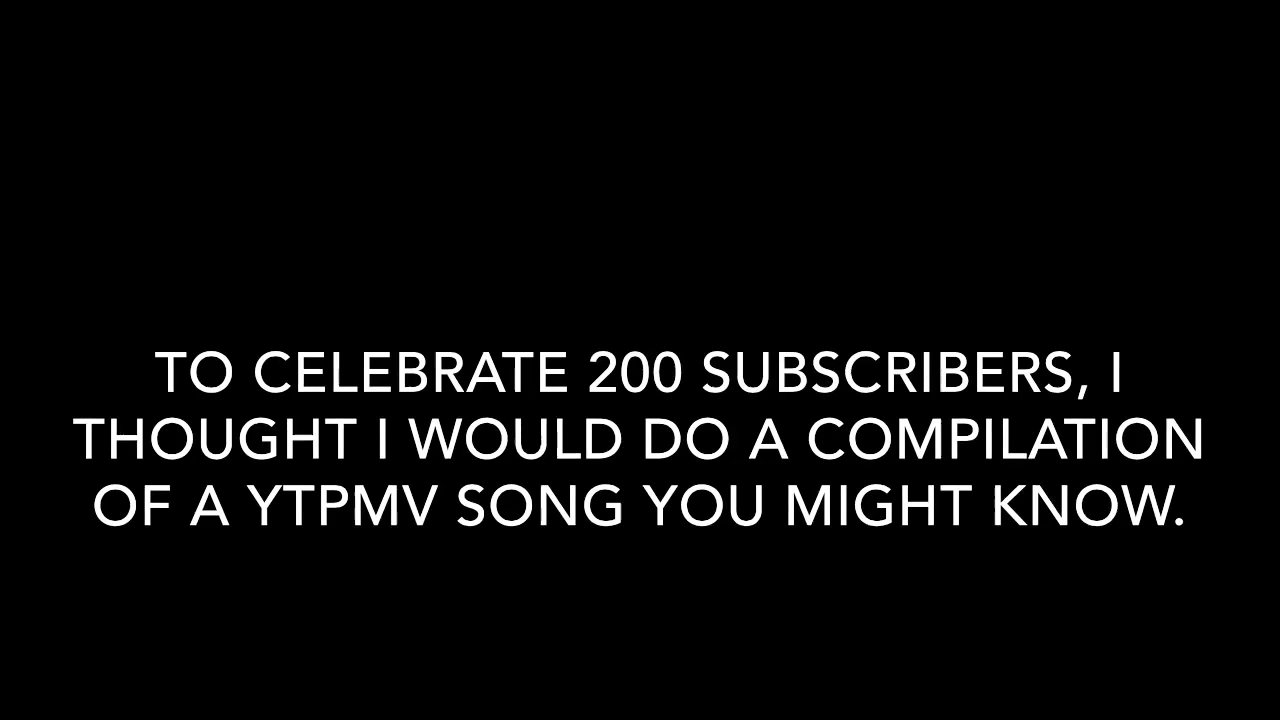 TO CELEBRATE 200 SUBSCRIBERS, I
THOUGHT I WOULD DO A COMPILATION
OF A YTPMV SONG YOU MIGHT KNOW.